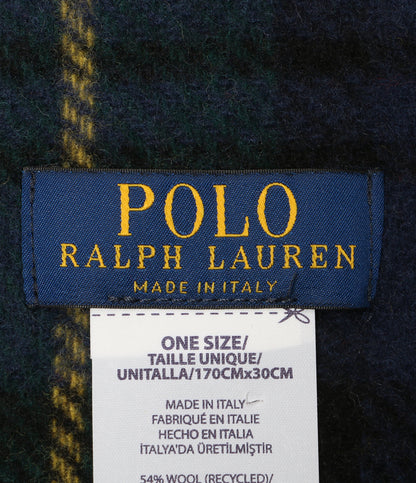 POLO
RALPH LAUREN
MADE IN ITALY
ONE SIZE/
TAILLE UNIQUE/
UNITALLA/170CMx30CM
MADE IN ITALY
FABRIQUÉ EN ITALIE
HECHO EN ITALIA
İTALYA'DA ÜRETİLMİŞTİR
54% WOOL (RECYCLED)/